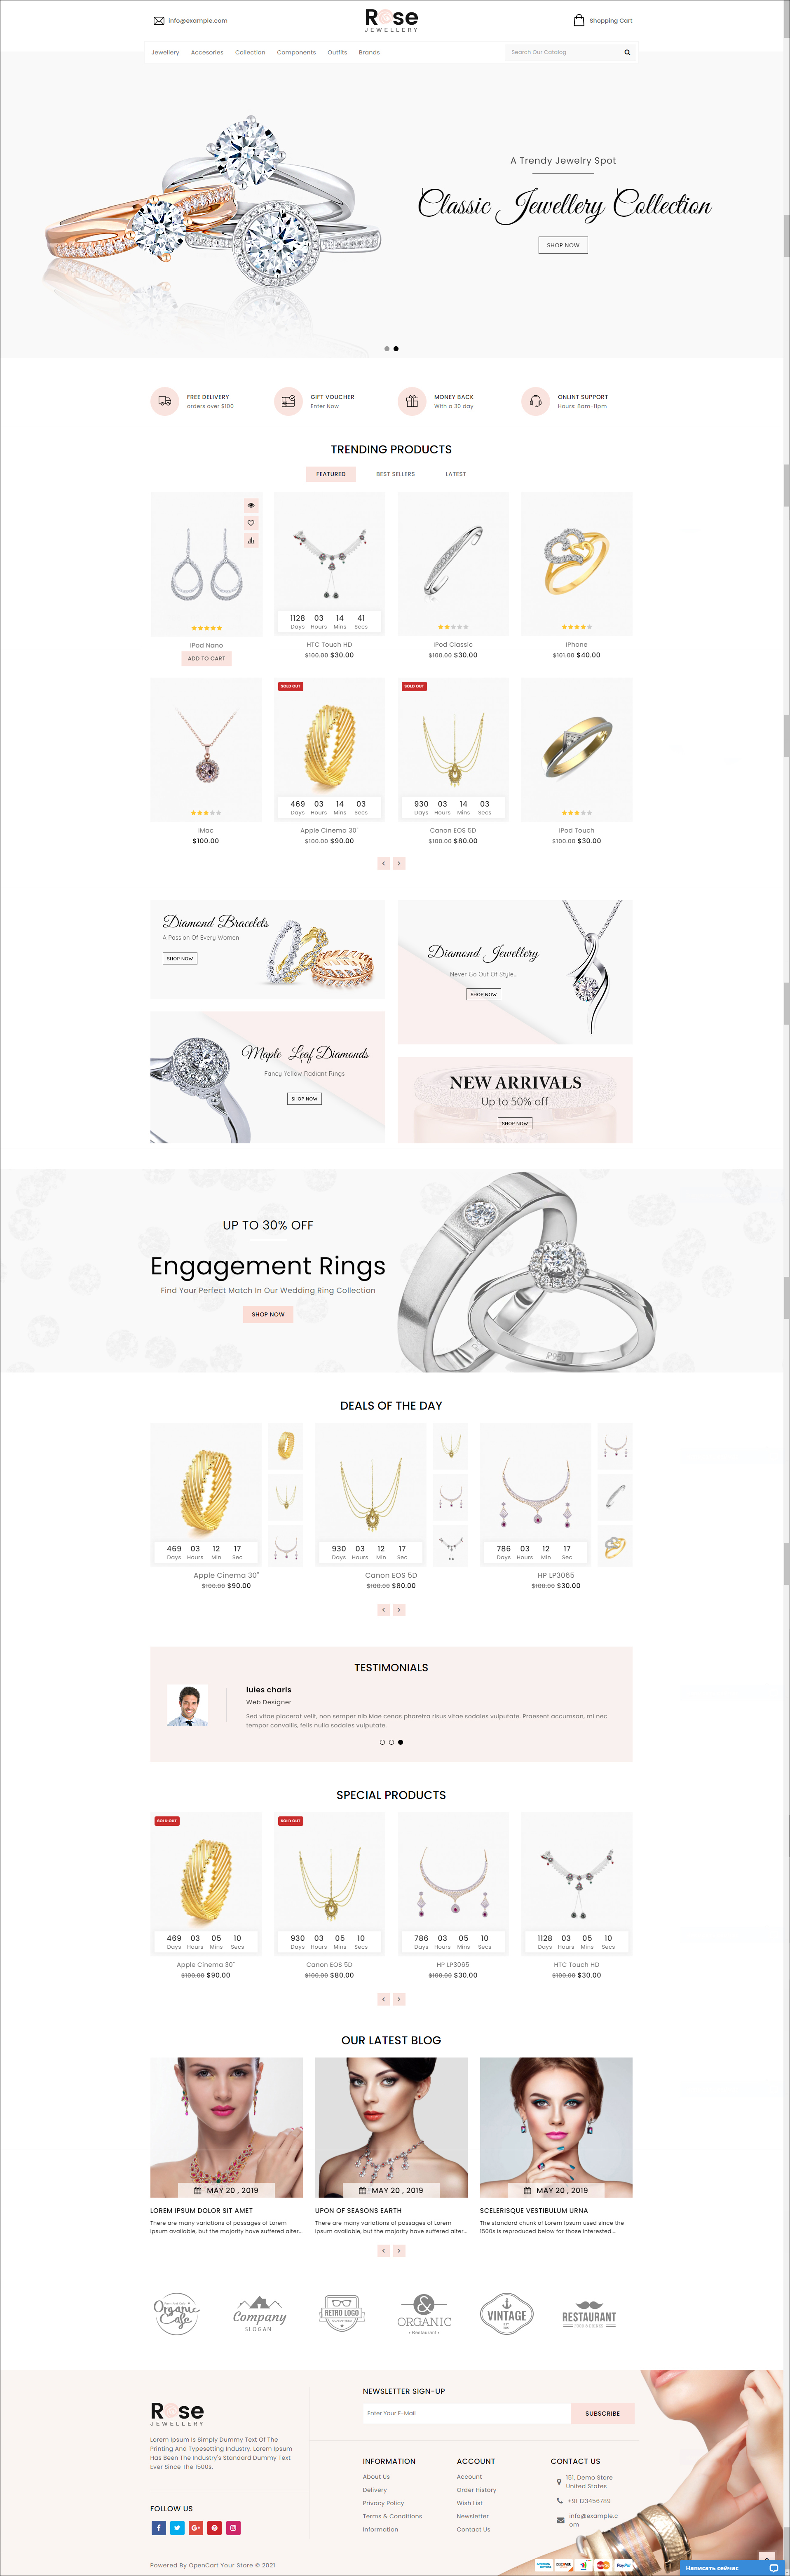 info@example.com
Rose
JEWELLERY
Shopping Cart
Jewellery Accesories Collection Components Outfits Brands
Search Our Catalog
A Trendy Jewelry Spot
Classic Jewellery Collection
SHOP NOW
FREE DELIVERY
orders over $100
GIFT VOUCHER
Enter Now
MONEY BACK
With a 30 day
ONLINT SUPPORT
Hours: 8am-11pm
TRENDING PRODUCTS
FEATURED BEST SELLERS LATEST
1128 03 14 41
Days Hours Mins Secs
IPod Nano
ADD TO CART
HTC Touch HD
$100.00 $30.00
IPod Classic
$100.00 $30.00
IPhone
$101.00 $40.00
SOLD OUT
SOLD OUT
469 03 14 03
Days Hours Mins Secs
930 03 14 03
Days Hours Mins Secs
IMac
$100.00
Apple Cinema 30"
$100.00 $90.00
Canon EOS 5D
$100.00 $80.00
IPod Touch
$100.00 $30.00
Diamond Bracelets
A Passion Of Every Women
SHOP NOW
Diamond Jewellery
Never Go Out Of Style...
SHOP NOW
Maple Leaf Diamonds
Fancy Yellow Radiant Rings
SHOP NOW
NEW ARRIVALS
Up to 50% off
SHOP NOW
UP TO 30% OFF
Engagement Rings
Find Your Perfect Match In Our Wedding Ring Collection
SHOP NOW
DEALS OF THE DAY
469 03 12 17
Days Hours Min Sec
930 03 12 17
Days Hours Min Sec
786 03 12 17
Days Hours Min Sec
Apple Cinema 30"
$100.00 $90.00
Canon EOS 5D
$100.00 $80.00
HP LP3065
$100.00 $30.00
TESTIMONIALS
luies charls
Web Designer
Sed vitae placerat velit, non semper nib Mae cenas pharetra risus vitae sodales vulputate. Praesent accumsan, mi nec
tempor convallis, felis nulla sodales vulputate.
SPECIAL PRODUCTS
SOLD OUT
SOLD OUT
469 03 05 10
Days Hours Mins Secs
930 03 05 10
Days Hours Mins Secs
786 03 05 10
Days Hours Mins Secs
1128 03 05 10
Days Hours Mins Secs
Apple Cinema 30"
$100.00 $90.00
Canon EOS 5D
$100.00 $80.00
HP LP3065
$100.00 $30.00
HTC Touch HD
$100.00 $30.00
OUR LATEST BLOG
MAY 20 , 2019
MAY 20 , 2019
MAY 20 , 2019
LOREM IPSUM DOLOR SIT AMET
There are many variations of passages of Lorem
Ipsum available, but the majority have suffered alter...
UPON OF SEASONS EARTH
There are many variations of passages of Lorem
Ipsum available, but the majority have suffered alter...
SCELERISQUE VESTIBULUM URNA
The standard chunk of Lorem Ipsum used since the
1500s is reproduced below for those interested....
Organic
Cafe
Company
SLOGAN
RETRO LOGO
&
ORGANIC
• Restaurant •
VINTAGE
RESTAURANT
FOOD & DRINKS
Rose
JEWELLERY
Lorem Ipsum Is Simply Dummy Text Of The
Printing And Typesetting Industry. Lorem Ipsum
Has Been The Industry's Standard Dummy Text
Ever Since The 1500s.
FOLLOW US
NEWSLETTER SIGN-UP
Enter Your E-Mail
SUBSCRIBE
INFORMATION
About Us
Delivery
Privacy Policy
Terms & Conditions
Information
ACCOUNT
Account
Order History
Wish List
Newsletter
Contact Us
CONTACT US
151, Demo Store
United States
+91 123456789
info@example.c
om
Powered By OpenCart Your Store © 2021
DISCOVER
MasterCard
PayPal
Написать сейчас